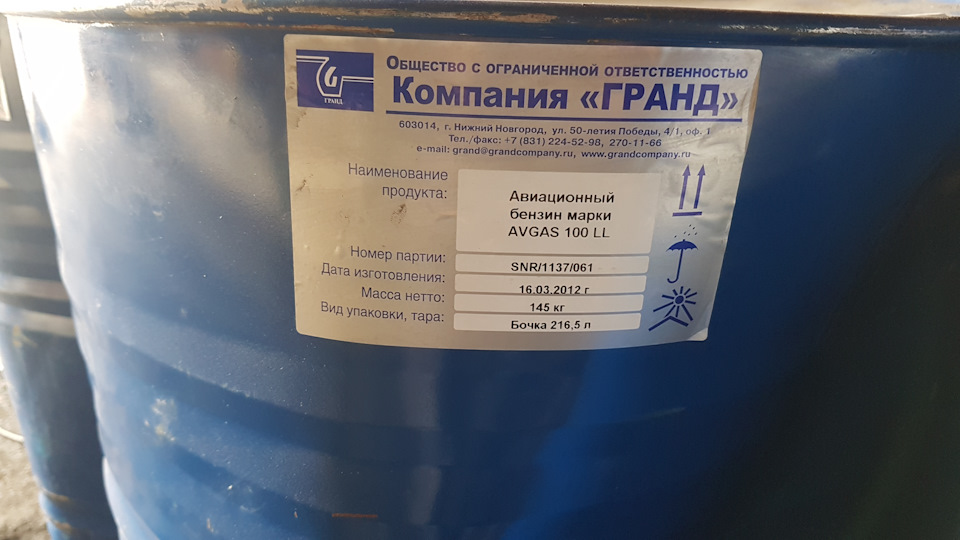 G
ГРАНД
Общество с ограниченной ответственностью
Компания «ГРАНД»
603014, г. Нижний Новгород, ул. 50-летия Победы, 4/1, оф. 1
Тел./факс: +7 (831) 224-52-98, 270-11-66
e-mail: grand@grandcompany.ru, www.grandcompany.ru
Наименование
продукта:
Авиационный
бензин марки
AVGAS 100 LL
Номер партии: SNR/1137/061
Дата изготовления: 16.03.2012 г
Масса нетто: 145 кг
Вид упаковки, тара: Бочка 216,5 л